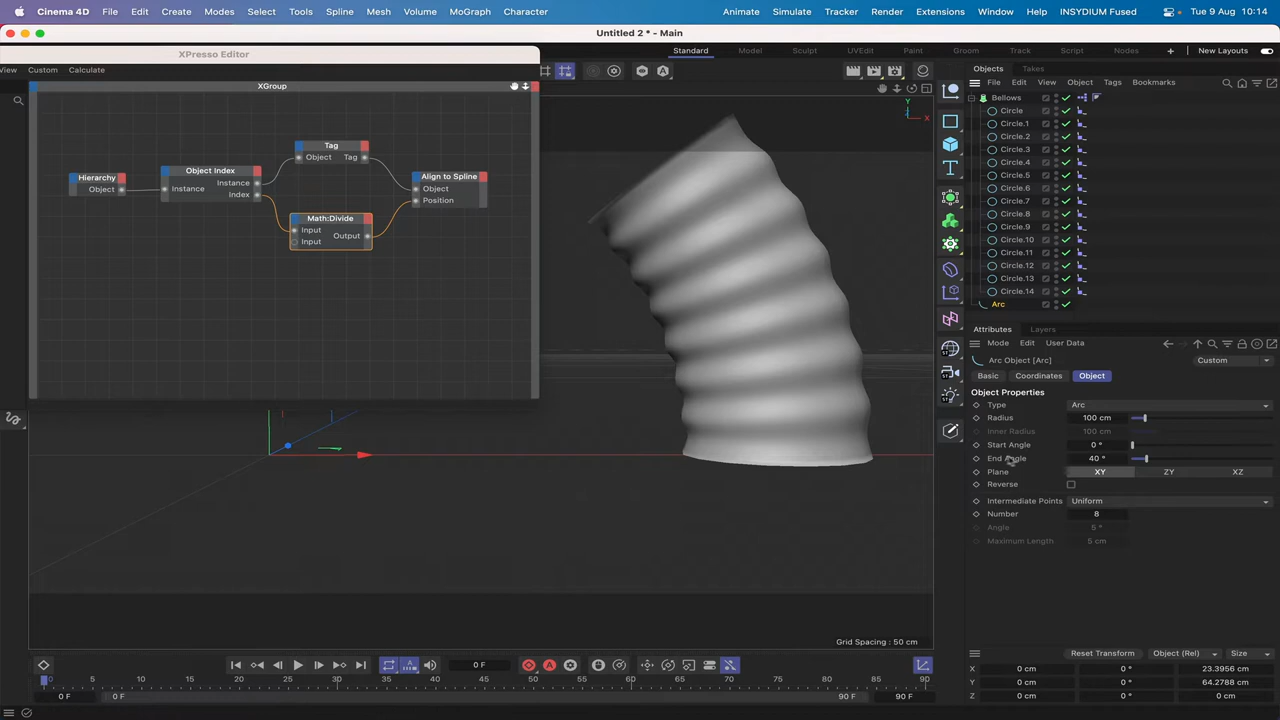 Cinema 4D File Edit Create Modes Select Tools Spline Mesh Volume MoGraph Character Animate Simulate Tracker Render Extensions Window Help INSYDIUM Fused Tue 9 Aug 10:14
Untitled 2 * - Main
XPresso Editor
Standard Model Sculpt UVEdit Paint Groom Track Script Nodes New Layouts
View Custom Calculate
Objects Takes
File Edit View Object Tags Bookmarks
XGroup
Bellows
Circle
Circle.1
Circle.2
Circle.3
Circle.4
Circle.5
Circle.6
Circle.7
Circle.8
Circle.9
Circle.10
Circle.11
Circle.12
Circle.13
Circle.14
Arc
Tag
Object Tag
Hierarchy
Object
Object Index
Instance
Instance
Index
Align to Spline
Object
Position
Math:Divide
Input
Output
Input
Y
X
Attributes Layers
Mode Edit User Data
Arc Object [Arc] Custom
Basic Coordinates Object
Object Properties
Type Arc
Radius 100 cm
Inner Radius 100 cm
Start Angle 0 °
End Angle 40 °
Plane XY ZY XZ
Reverse
Intermediate Points Uniform
Number 8
Angle 5 °
Maximum Length 5 cm
Grid Spacing : 50 cm
0 F
Reset Transform Object (Rel) Size
X 0 cm 0 ° 23.3956 cm
Y 0 cm 0 ° 64.2788 cm
Z 0 cm 0 ° 0 cm
0 5 10 15 20 25 30 35 40 45 50 55 60 65 70 75 80 85 90
0 F 0 F 90 F 90 F